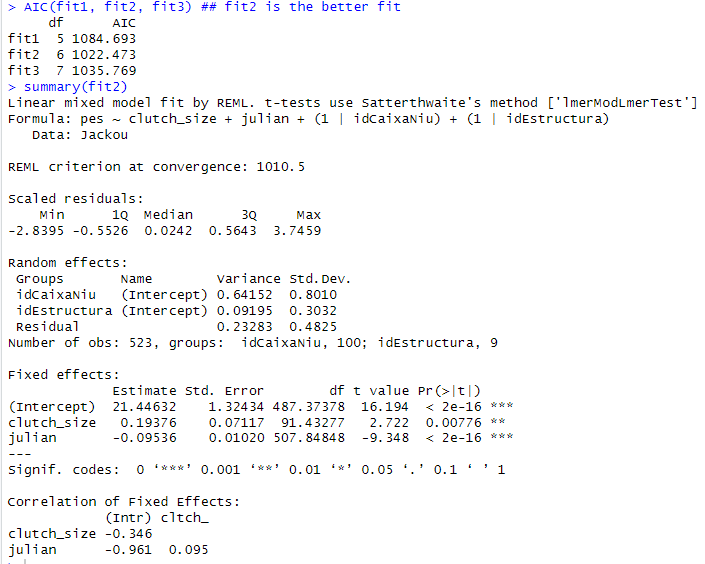 > AIC(fit1, fit2, fit3) ## fit2 is the better fit
     df      AIC
fit1  5 1084.693
fit2  6 1022.473
fit3  7 1035.769
> summary(fit2)
Linear mixed model fit by REML. t-tests use Satterthwaite's method ['lmerModLmerTest']
Formula: pes ~ clutch_size + julian + (1 | idCaixaNiu) + (1 | idEstructura)
   Data: Jackou
REML criterion at convergence: 1010.5
Scaled residuals:
    Min      1Q  Median      3Q     Max
-2.8395 -0.5526  0.0242  0.5643  3.7459
Random effects:
 Groups       Name        Variance Std.Dev.
 idCaixaNiu   (Intercept) 0.64152  0.8010
 idEstructura (Intercept) 0.09195  0.3032
 Residual                 0.23283  0.4825
Number of obs: 523, groups:  idCaixaNiu, 100; idEstructura, 9
Fixed effects:
             Estimate Std. Error        df t value Pr(>|t|)
(Intercept)  21.44632    1.32434 487.37378  16.194  < 2e-16 ***
clutch_size   0.19376    0.07117  91.43277   2.722  0.00776 **
julian       -0.09536    0.01020 507.84848  -9.348  < 2e-16 ***
---
Signif. codes:  0 ‘***’ 0.001 ‘**’ 0.01 ‘*’ 0.05 ‘.’ 0.1 ‘ ’ 1
Correlation of Fixed Effects:
            (Intr) cltch_
clutch_size -0.346
julian      -0.961  0.095